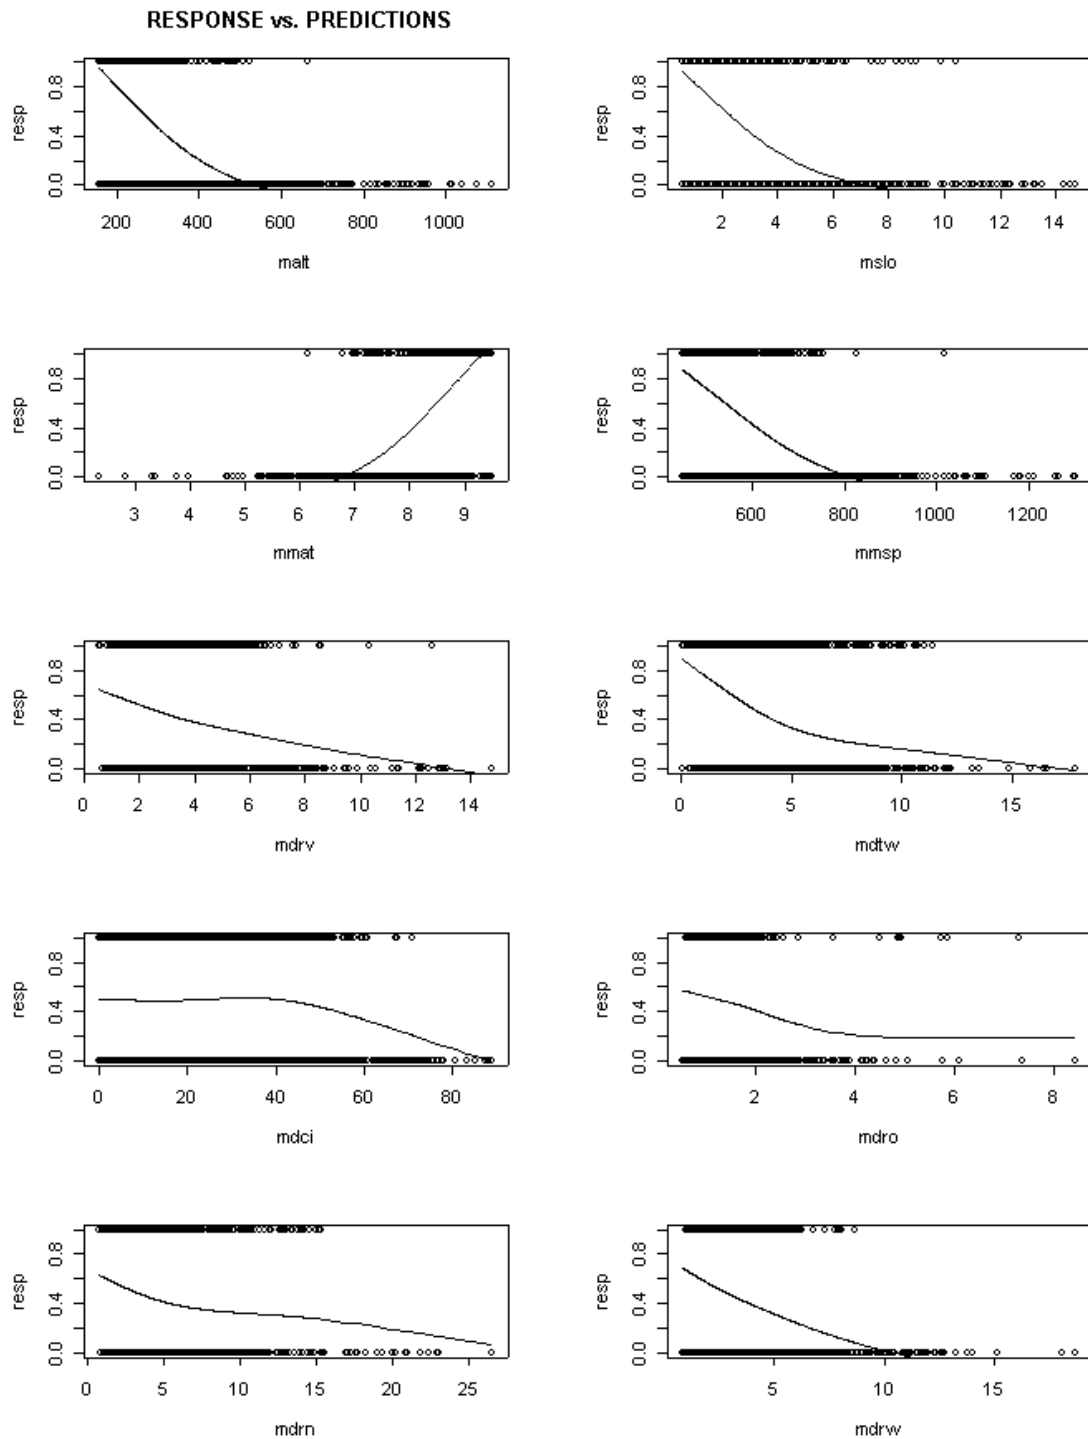 RESPONSE vs. PREDICTIONS
resp
0.0 0.4 0.8
200 400 600 800 1000
malt
resp
0.0 0.4 0.8
2 4 6 8 10 12 14
mslo
resp
0.0 0.4 0.8
3 4 5 6 7 8 9
mmat
resp
0.0 0.4 0.8
600 800 1000 1200
mmsp
resp
0.0 0.4 0.8
0 2 4 6 8 10 12 14
mdrv
resp
0.0 0.4 0.8
0 5 10 15
mdtw
resp
0.0 0.4 0.8
0 20 40 60 80
mdci
resp
0.0 0.4 0.8
2 4 6 8
mdro
resp
0.0 0.4 0.8
0 5 10 15 20 25
mdrn
resp
0.0 0.4 0.8
5 10 15
mdrw